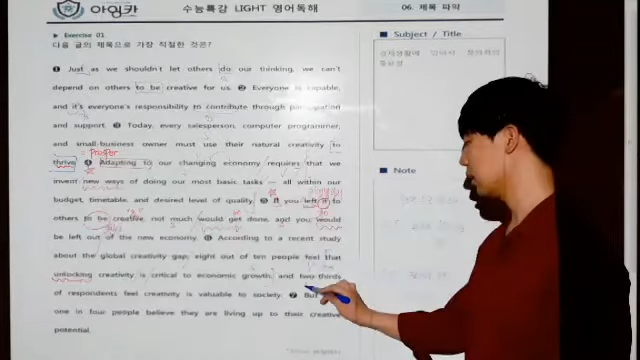 아잉카
수능특강 LIGHT 영어독해
06. 제목 파악
▶ Exercise 01
다음 글의 제목으로 가장 적절한 것은?
❶ Just as we shouldn't let others do our thinking, we can't
depend on others to be creative for us. ❷ Everyone is capable,
and it's everyone's responsibility to contribute through participation
and support. ❸ Today, every salesperson, computer programmer,
and small-business owner must use their natural creativity to
Prosper
thrive. ❹ Adapting to our changing economy requires that we
invent new ways of doing our most basic tasks — all within our
budget, timetable, and desired level of quality. ❺ If you left it to
others to be creative not much would get done, and you would
be left out of the new economy. ❻ According to a recent study
about the global creativity gap, eight out of ten people feel that
unlocking creativity is critical to economic growth, and two-thirds
of respondents feel creativity is valuable to society. ❼ But
one in four people believe they are living up to their creative
potential.
■ Subject / Title
■ Note